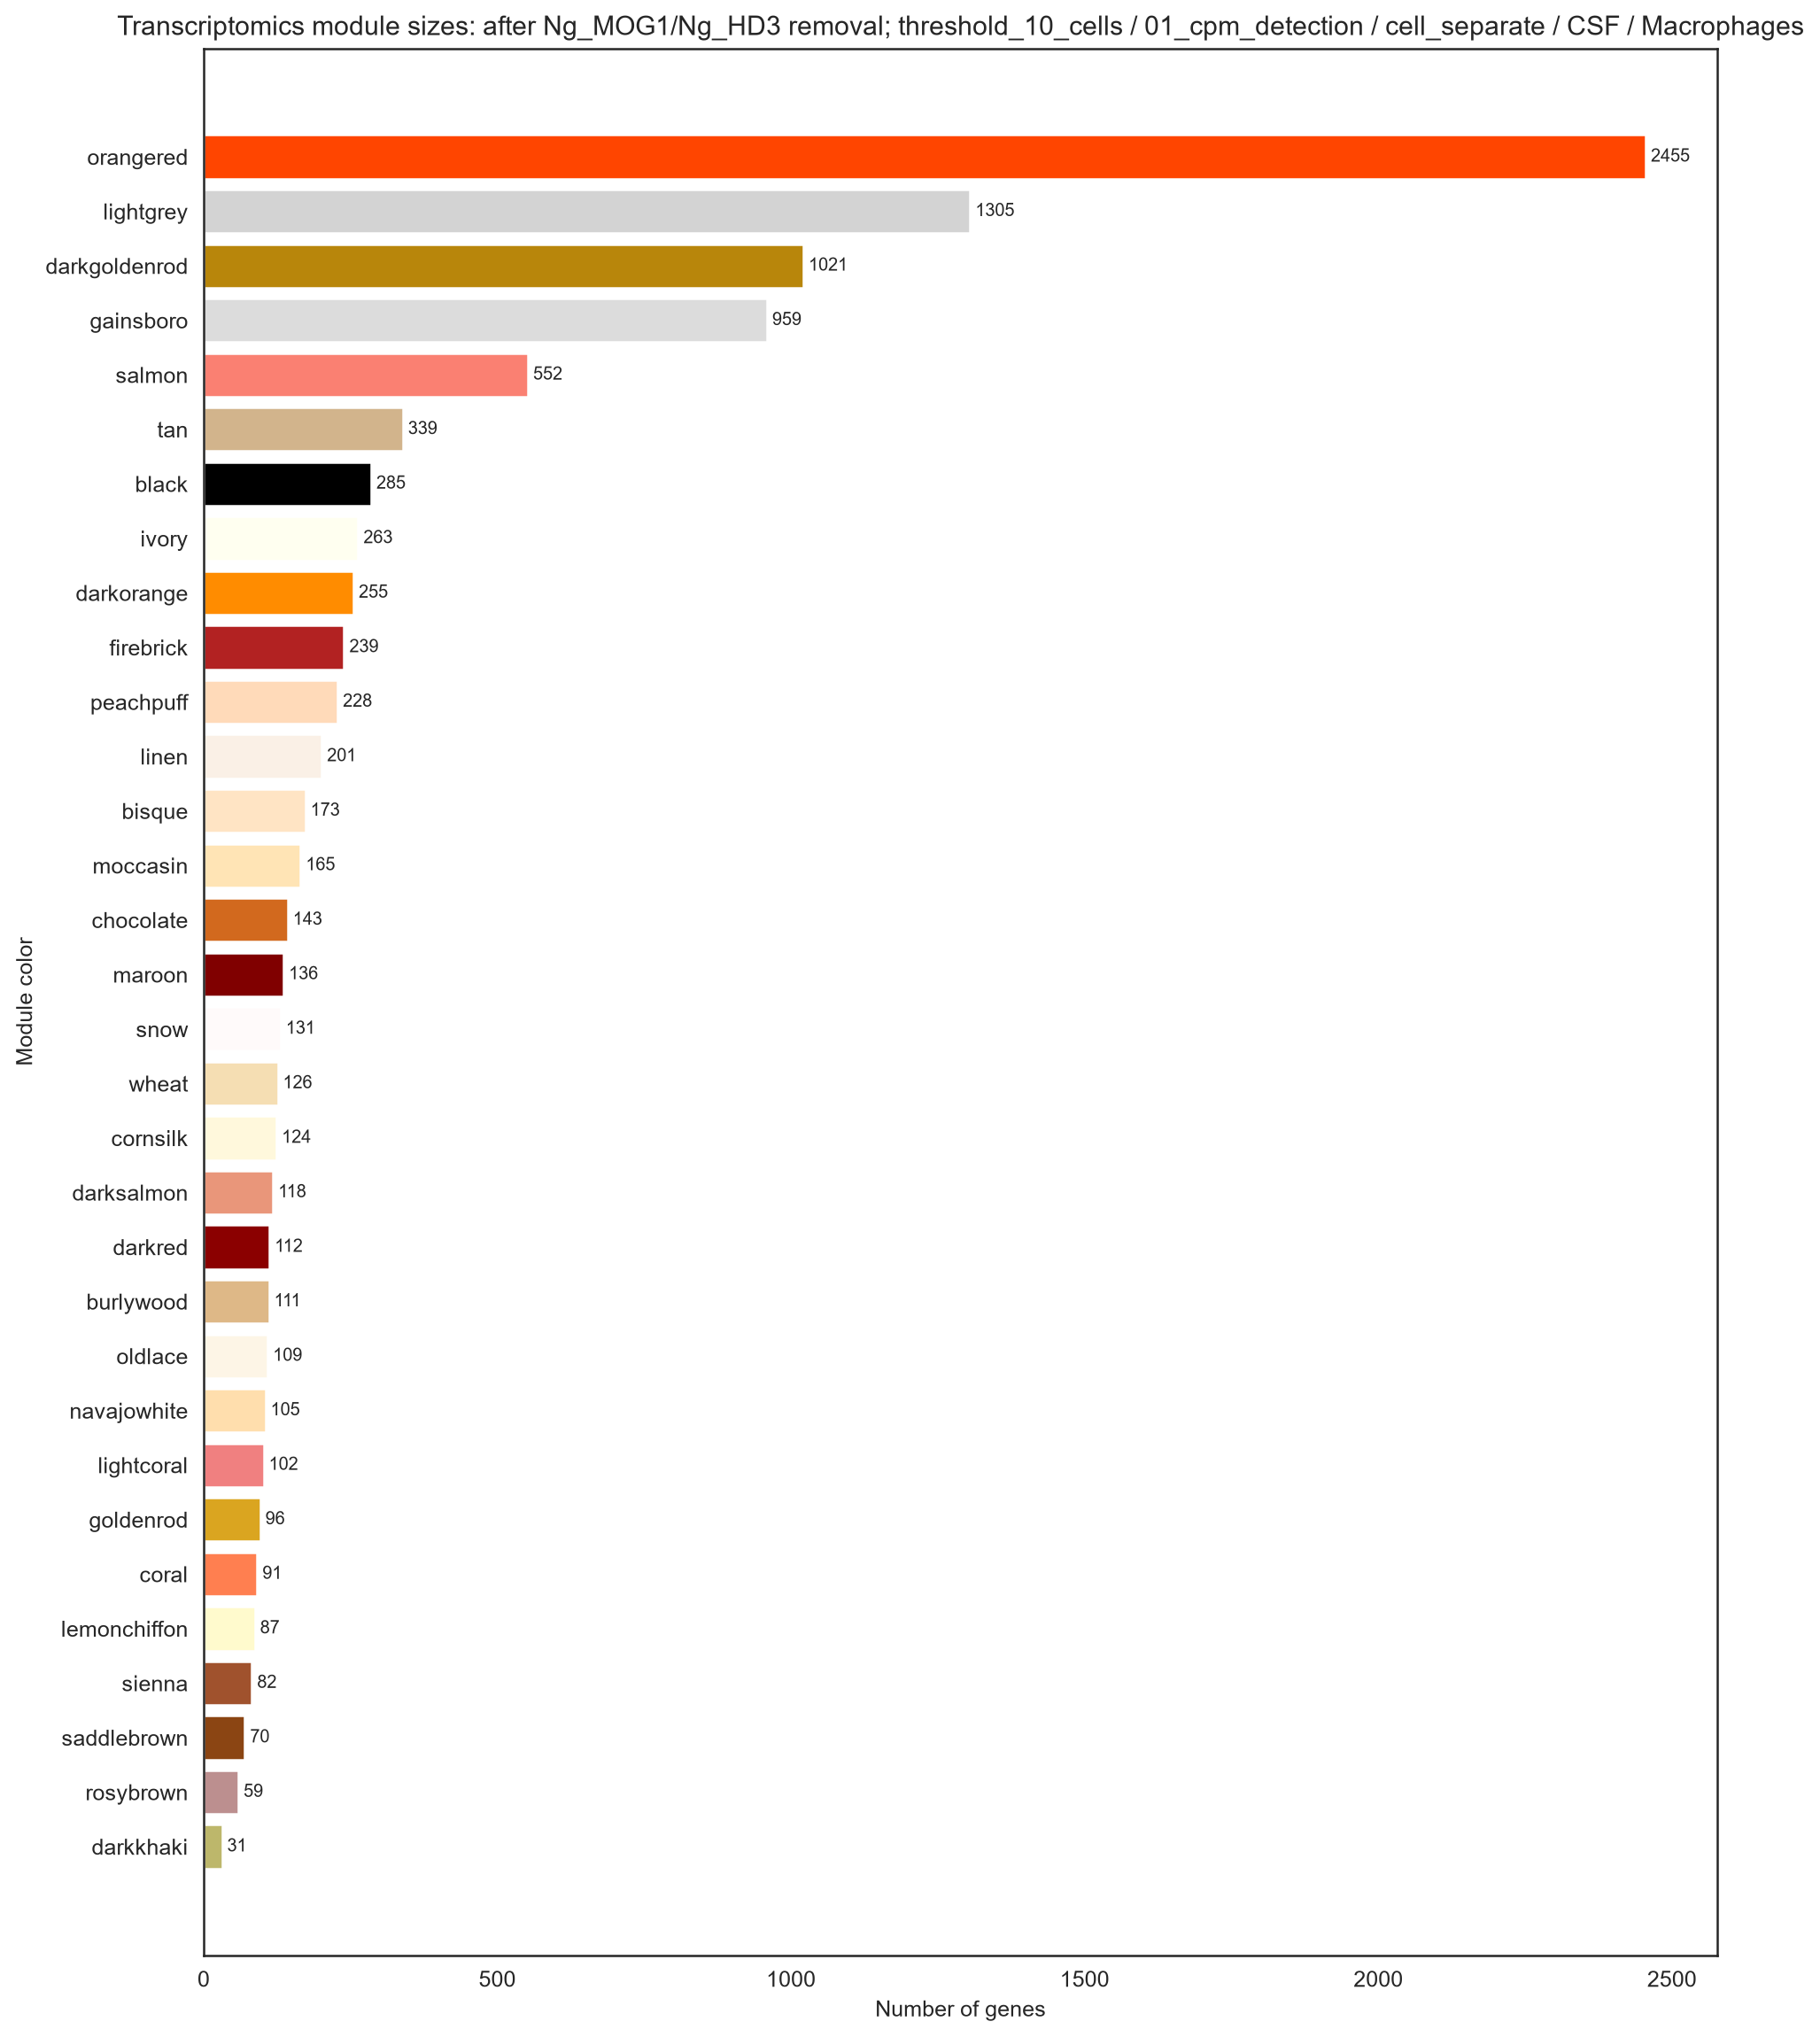 Transcriptomics module sizes: after Ng_MOG1/Ng_HD3 removal; threshold_10_cells / 01_cpm_detection / cell_separate / CSF / Macrophages
orangered 2455
lightgrey 1305
darkgoldenrod 1021
gainsboro 959
salmon 552
tan 339
black 285
ivory 263
darkorange 255
firebrick 239
peachpuff 228
linen 201
bisque 173
moccasin 165
chocolate 143
maroon 136
snow 131
wheat 126
cornsilk 124
darksalmon 118
darkred 112
burlywood 111
oldlace 109
navajowhite 105
lightcoral 102
goldenrod 96
coral 91
lemonchiffon 87
sienna 82
saddlebrown 70
rosybrown 59
darkkhaki 31
Module color
0 500 1000 1500 2000 2500
Number of genes